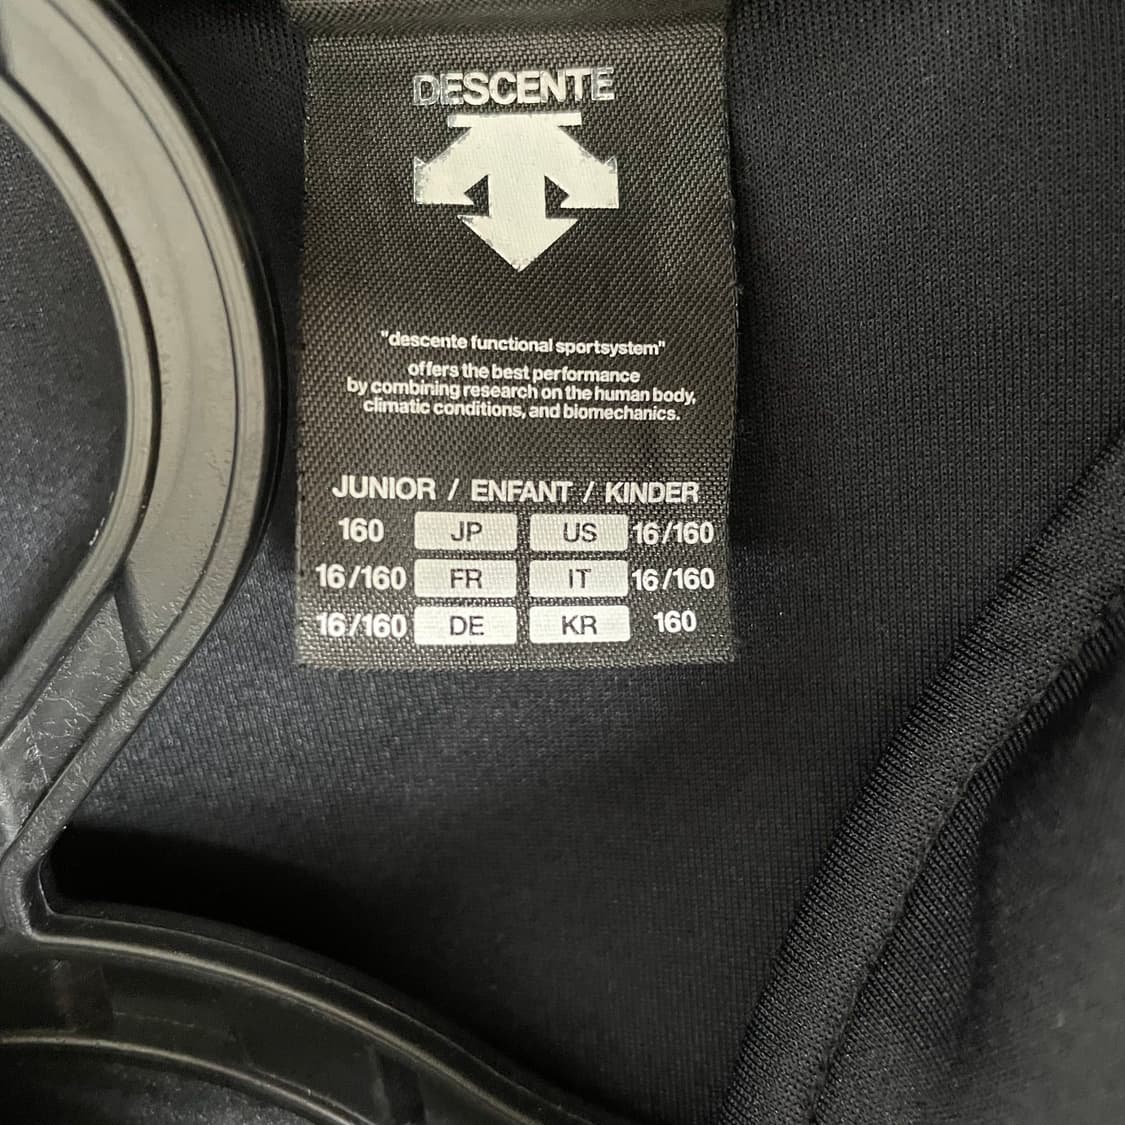 DESCENTE
"descente functional sportsystem"
offers the best performance
by combining research on the human body,
climatic conditions, and biomechanics.
JUNIOR / ENFANT / KINDER
160 JP US 16/160
16/160 FR IT 16/160
16/160 DE KR 160